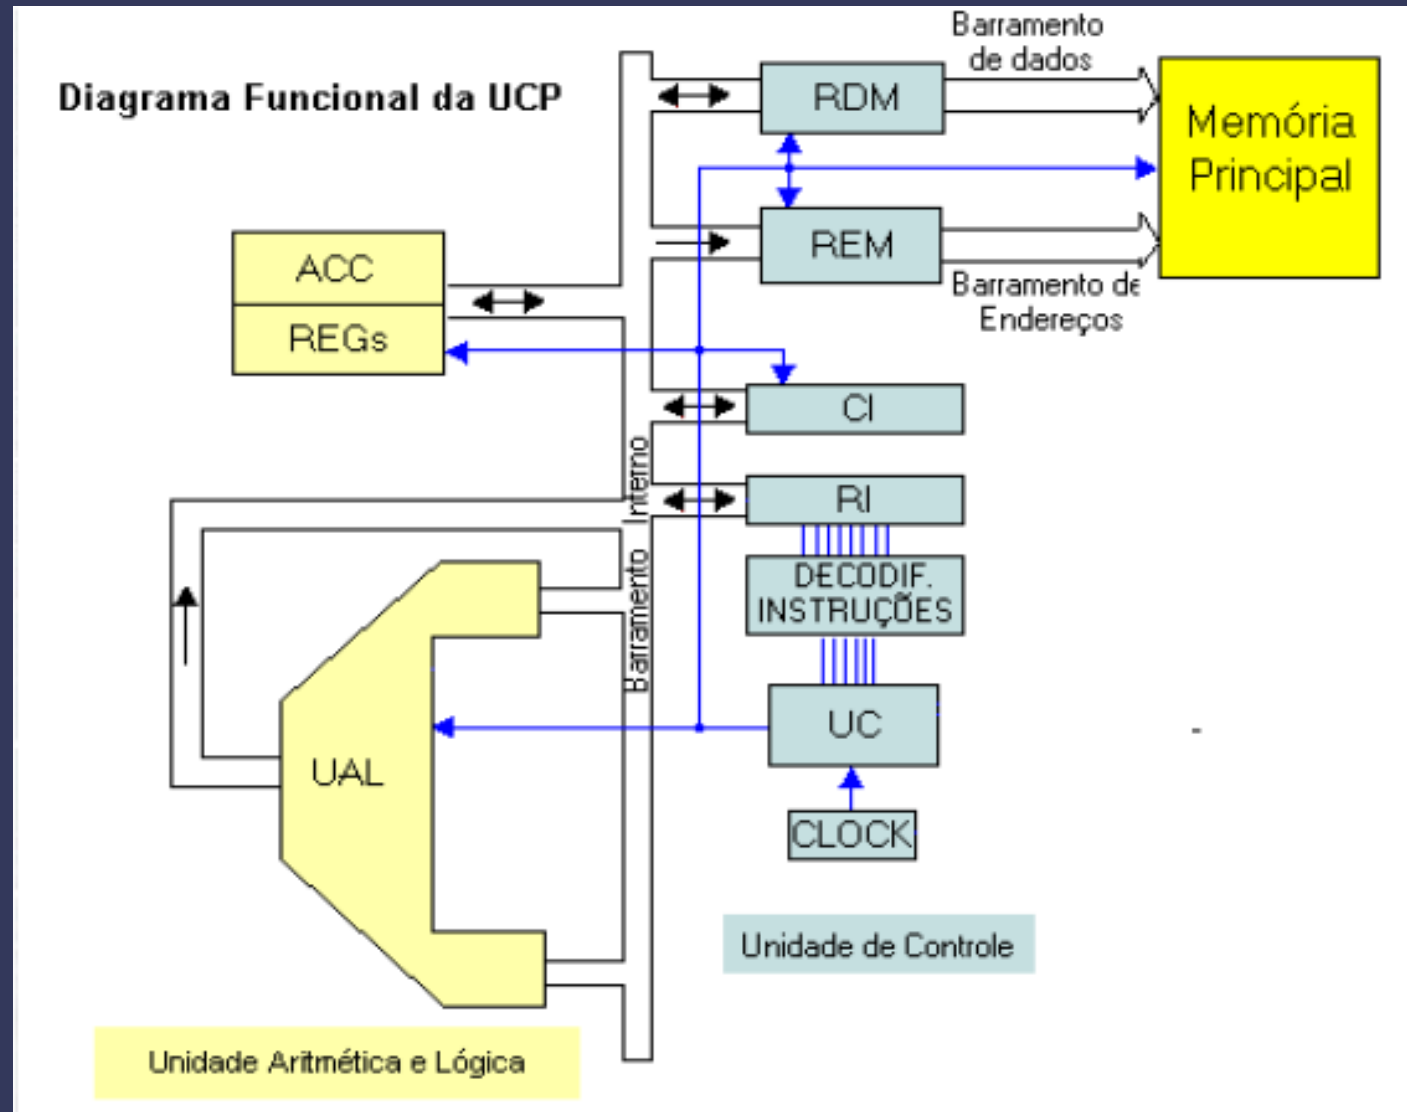 Diagrama Funcional da UCP
Barramento
de dados
RDM
Memória
Principal
REM
Barramento de
Endereços
ACC
REGs
CI
RI
Barramento Interno
DECODIF.
INSTRUÇÕES
UC
UAL
CLOCK
Unidade de Controle
Unidade Aritmética e Lógica